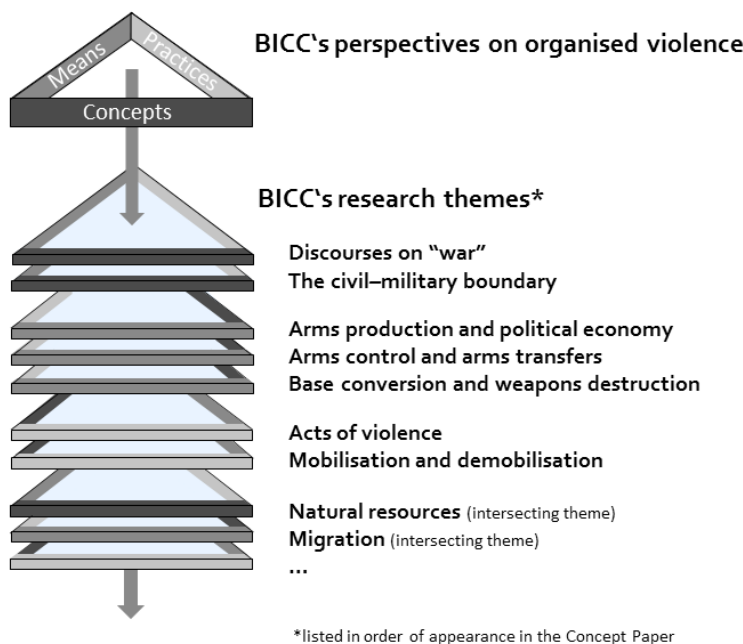 Means
Practices
Concepts
BICC‘s perspectives on organised violence
BICC‘s research themes*
Discourses on “war”
The civil–military boundary
Arms production and political economy
Arms control and arms transfers
Base conversion and weapons destruction
Acts of violence
Mobilisation and demobilisation
Natural resources (intersecting theme)
Migration (intersecting theme)
...
*listed in order of appearance in the Concept Paper